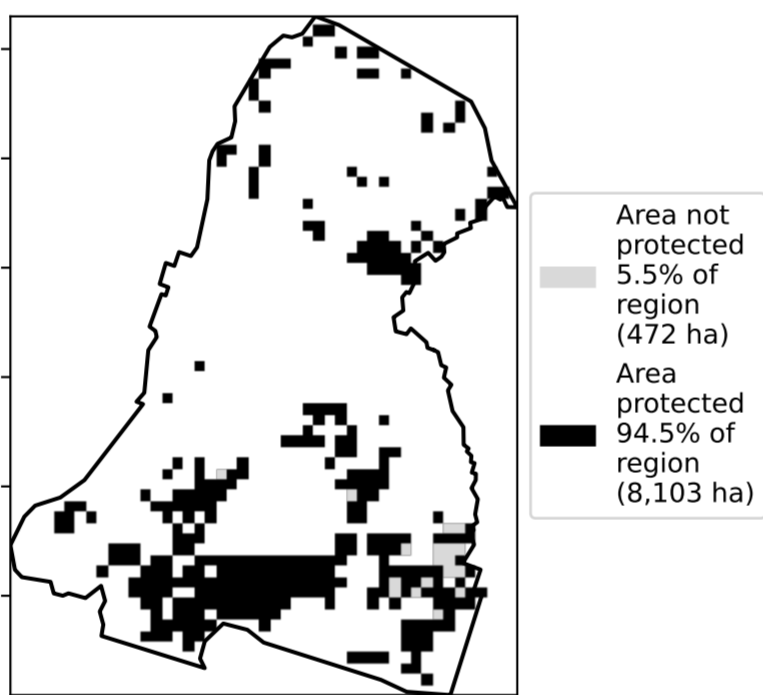 Area not
protected
5.5% of
region
(472 ha)
Area
protected
94.5% of
region
(8,103 ha)